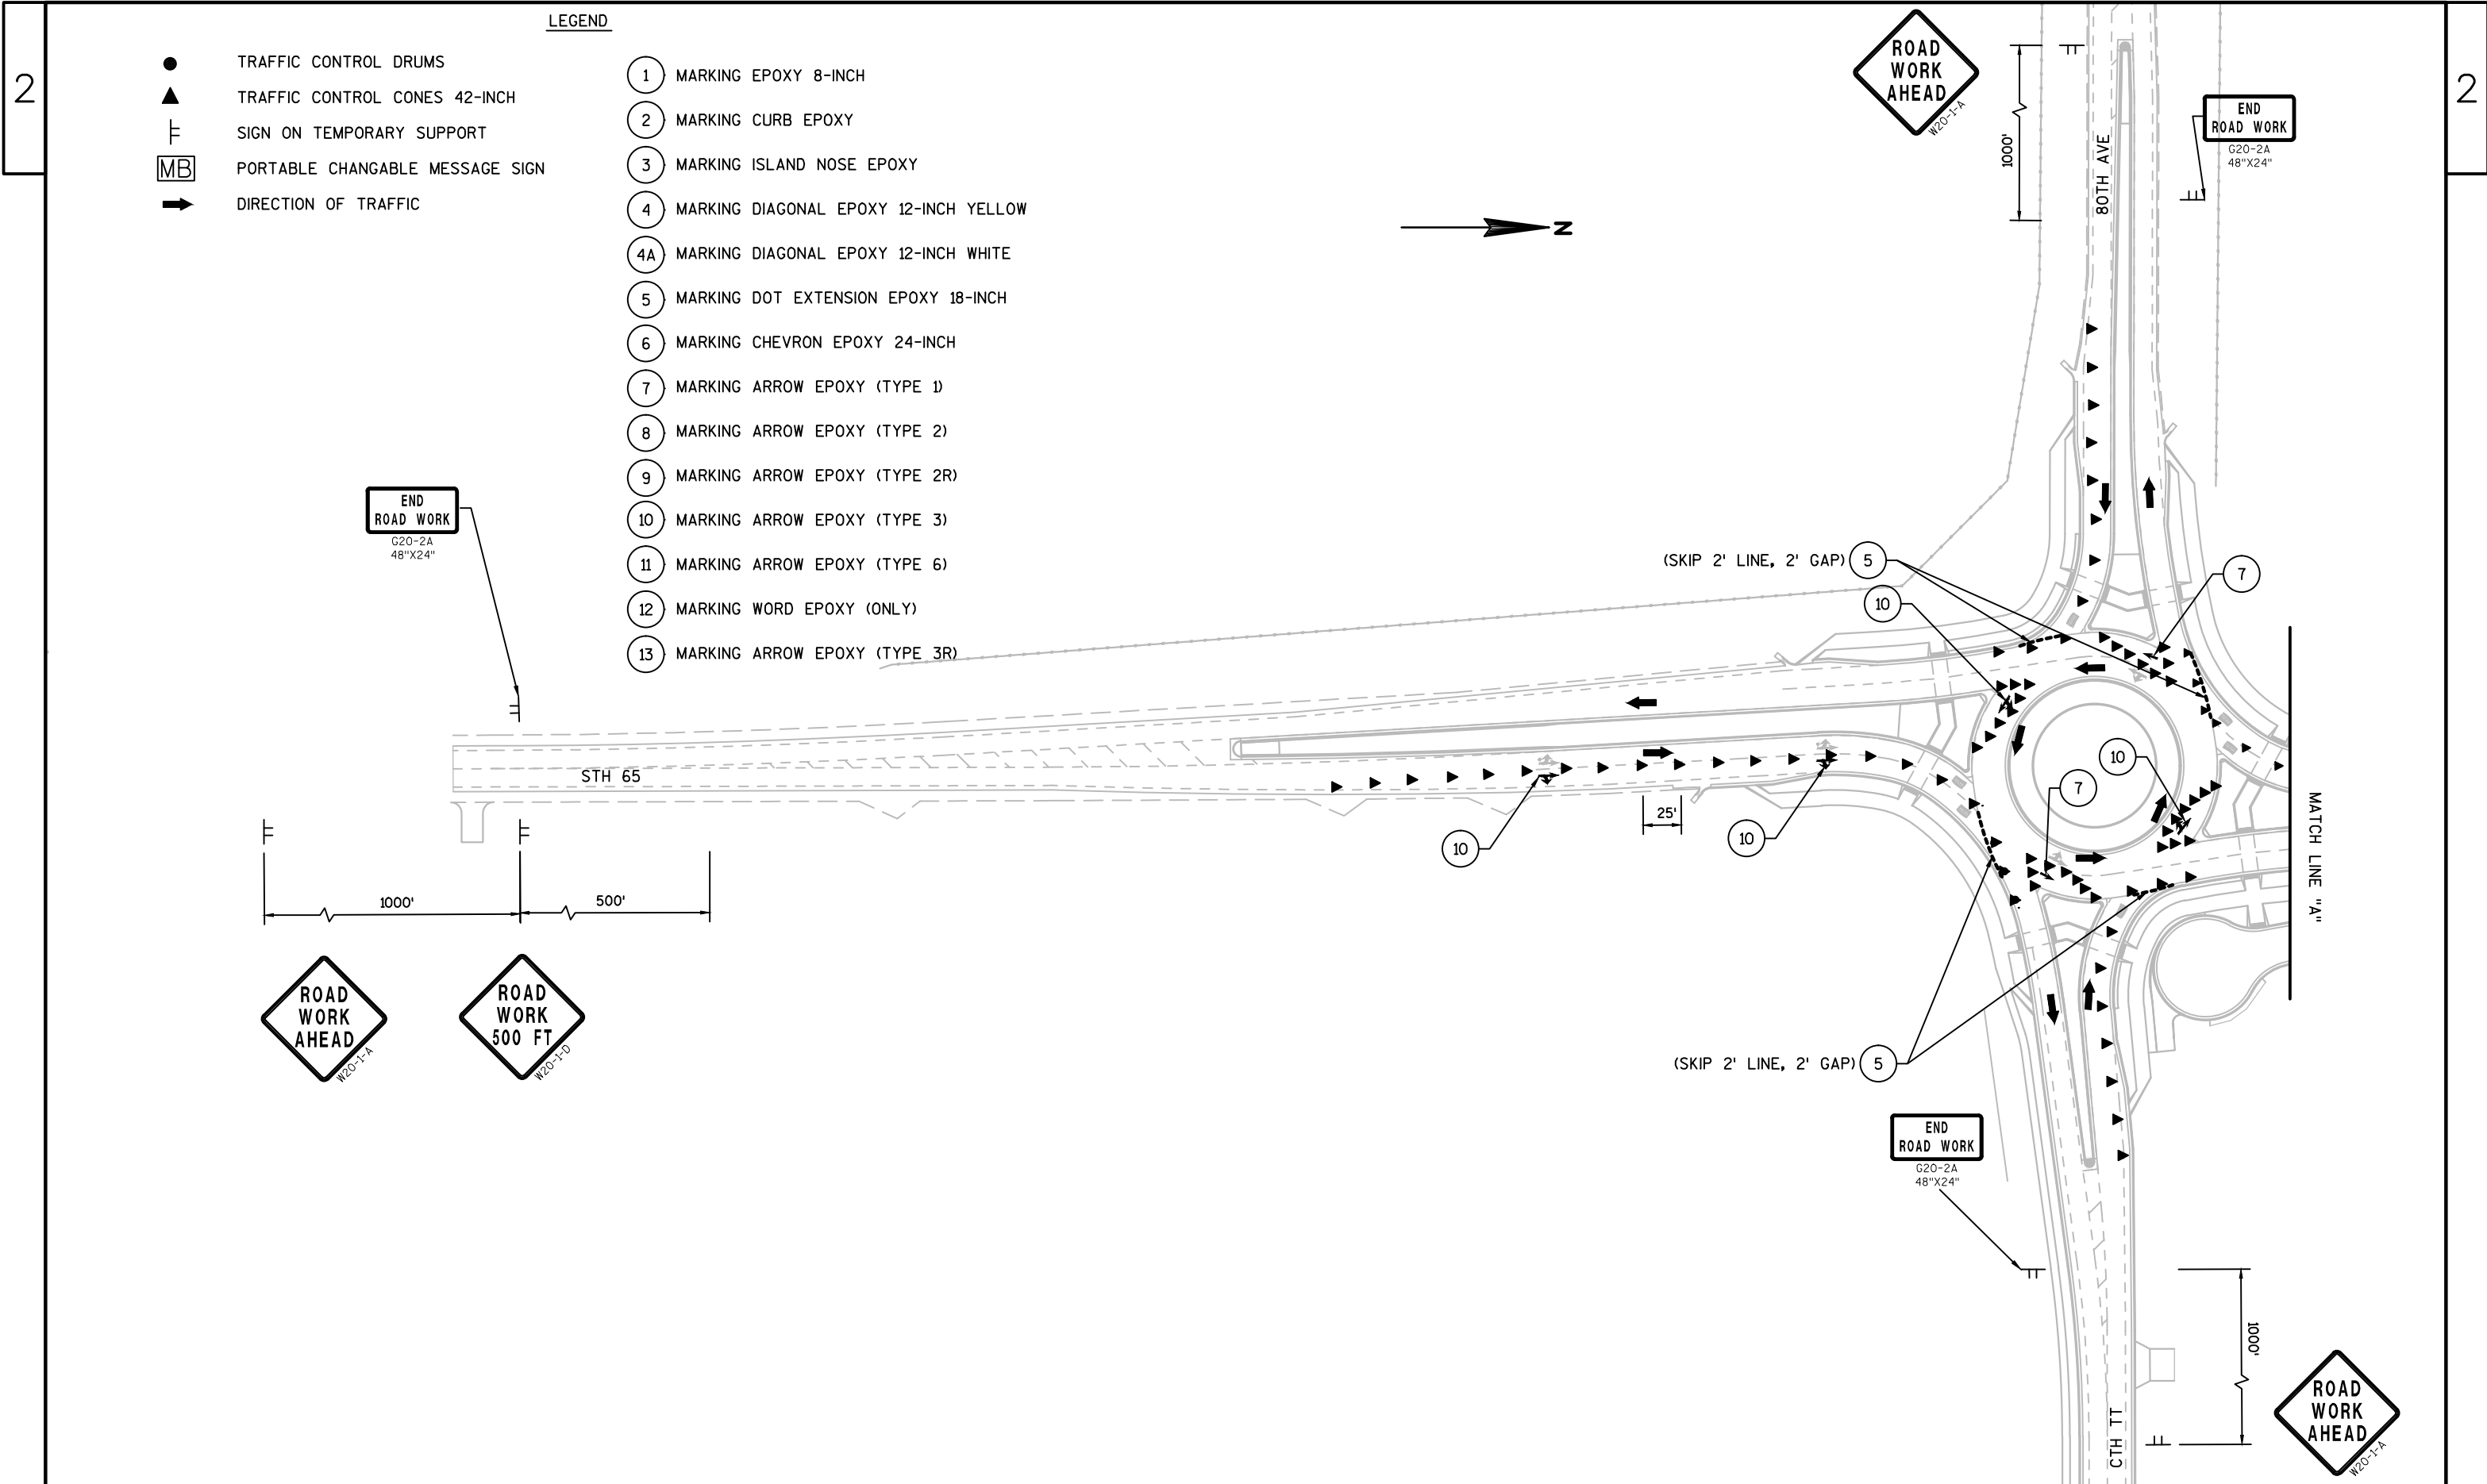 2
LEGEND
TRAFFIC CONTROL DRUMS
TRAFFIC CONTROL CONES 42-INCH
SIGN ON TEMPORARY SUPPORT
MB PORTABLE CHANGABLE MESSAGE SIGN
DIRECTION OF TRAFFIC
1 MARKING EPOXY 8-INCH
2 MARKING CURB EPOXY
3 MARKING ISLAND NOSE EPOXY
4 MARKING DIAGONAL EPOXY 12-INCH YELLOW
4A MARKING DIAGONAL EPOXY 12-INCH WHITE
5 MARKING DOT EXTENSION EPOXY 18-INCH
6 MARKING CHEVRON EPOXY 24-INCH
7 MARKING ARROW EPOXY (TYPE 1)
8 MARKING ARROW EPOXY (TYPE 2)
9 MARKING ARROW EPOXY (TYPE 2R)
10 MARKING ARROW EPOXY (TYPE 3)
11 MARKING ARROW EPOXY (TYPE 6)
12 MARKING WORD EPOXY (ONLY)
13 MARKING ARROW EPOXY (TYPE 3R)
N
ROAD
WORK
AHEAD
W20-1-A
1000'
80TH AVE
END
ROAD WORK
G20-2A
48"X24"
2
END
ROAD WORK
G20-2A
48"X24"
(SKIP 2' LINE, 2' GAP) 5
10
7
STH 65
10
7
25'
10
10
MATCH LINE "A"
1000'
500'
ROAD
WORK
AHEAD
W20-1-A
ROAD
WORK
500 FT
W20-1-D
(SKIP 2' LINE, 2' GAP) 5
END
ROAD WORK
G20-2A
48"X24"
1000'
CTH TT
ROAD
WORK
AHEAD
W20-1-A